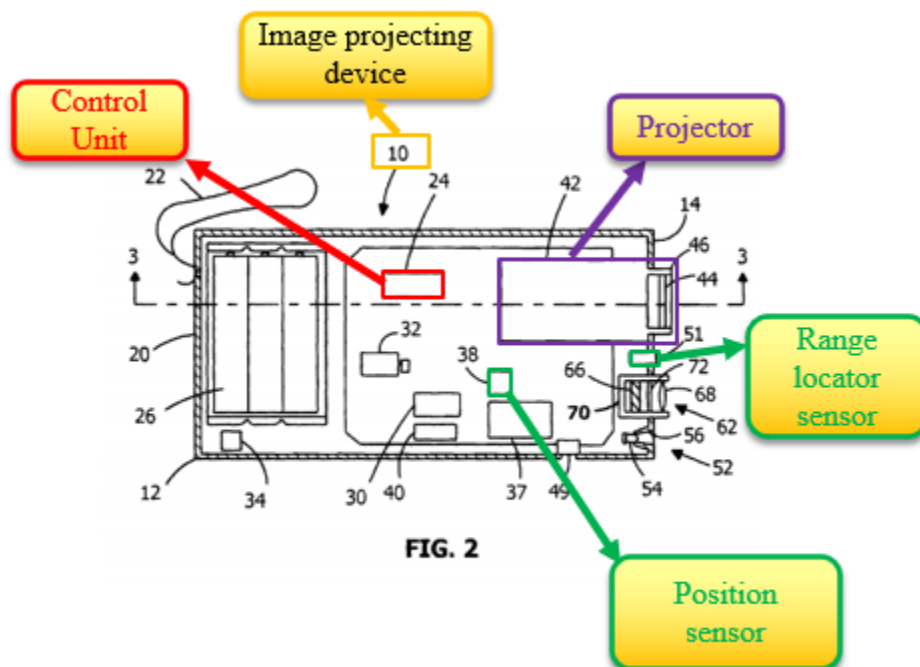 Image projecting
device
Control
Unit
Projector
10
22
24
42
14
46
44
3
3
32
38
51
72
66
68
20
26
70
62
56
52
54
12
34
30
40
37
49
Range
locator
sensor
FIG. 2
Position
sensor